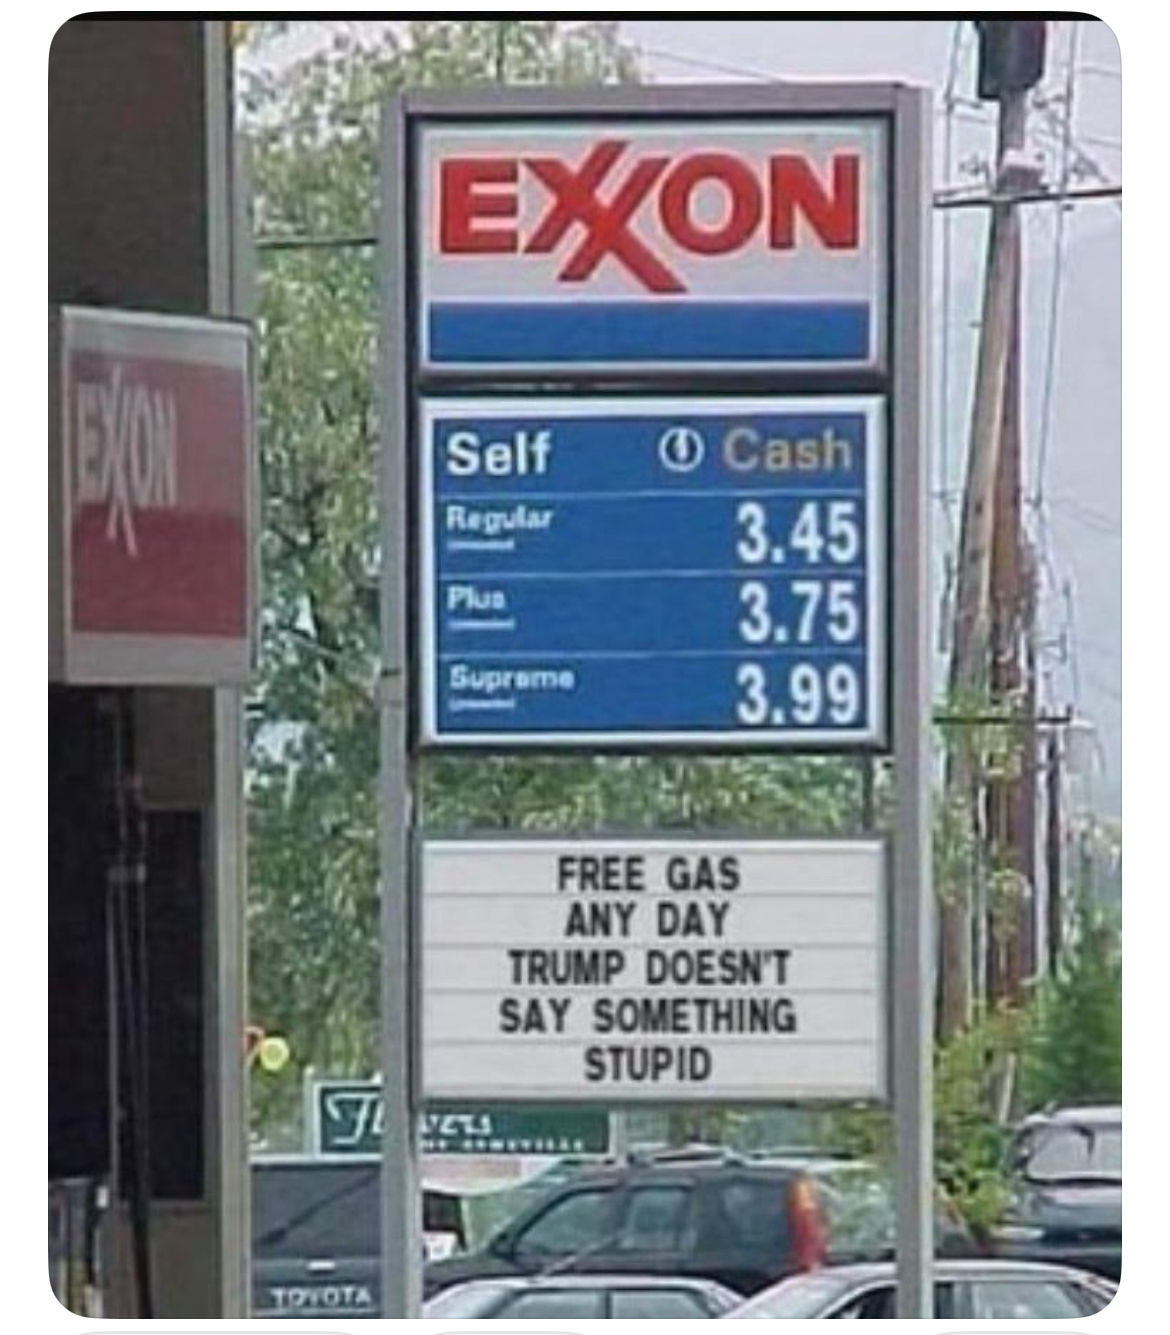 EXXON
EXXON
Self Cash
Regular 3.45
Plus 3.75
Supreme 3.99
FREE GAS
ANY DAY
TRUMP DOESN'T
SAY SOMETHING
STUPID
TOYOTA